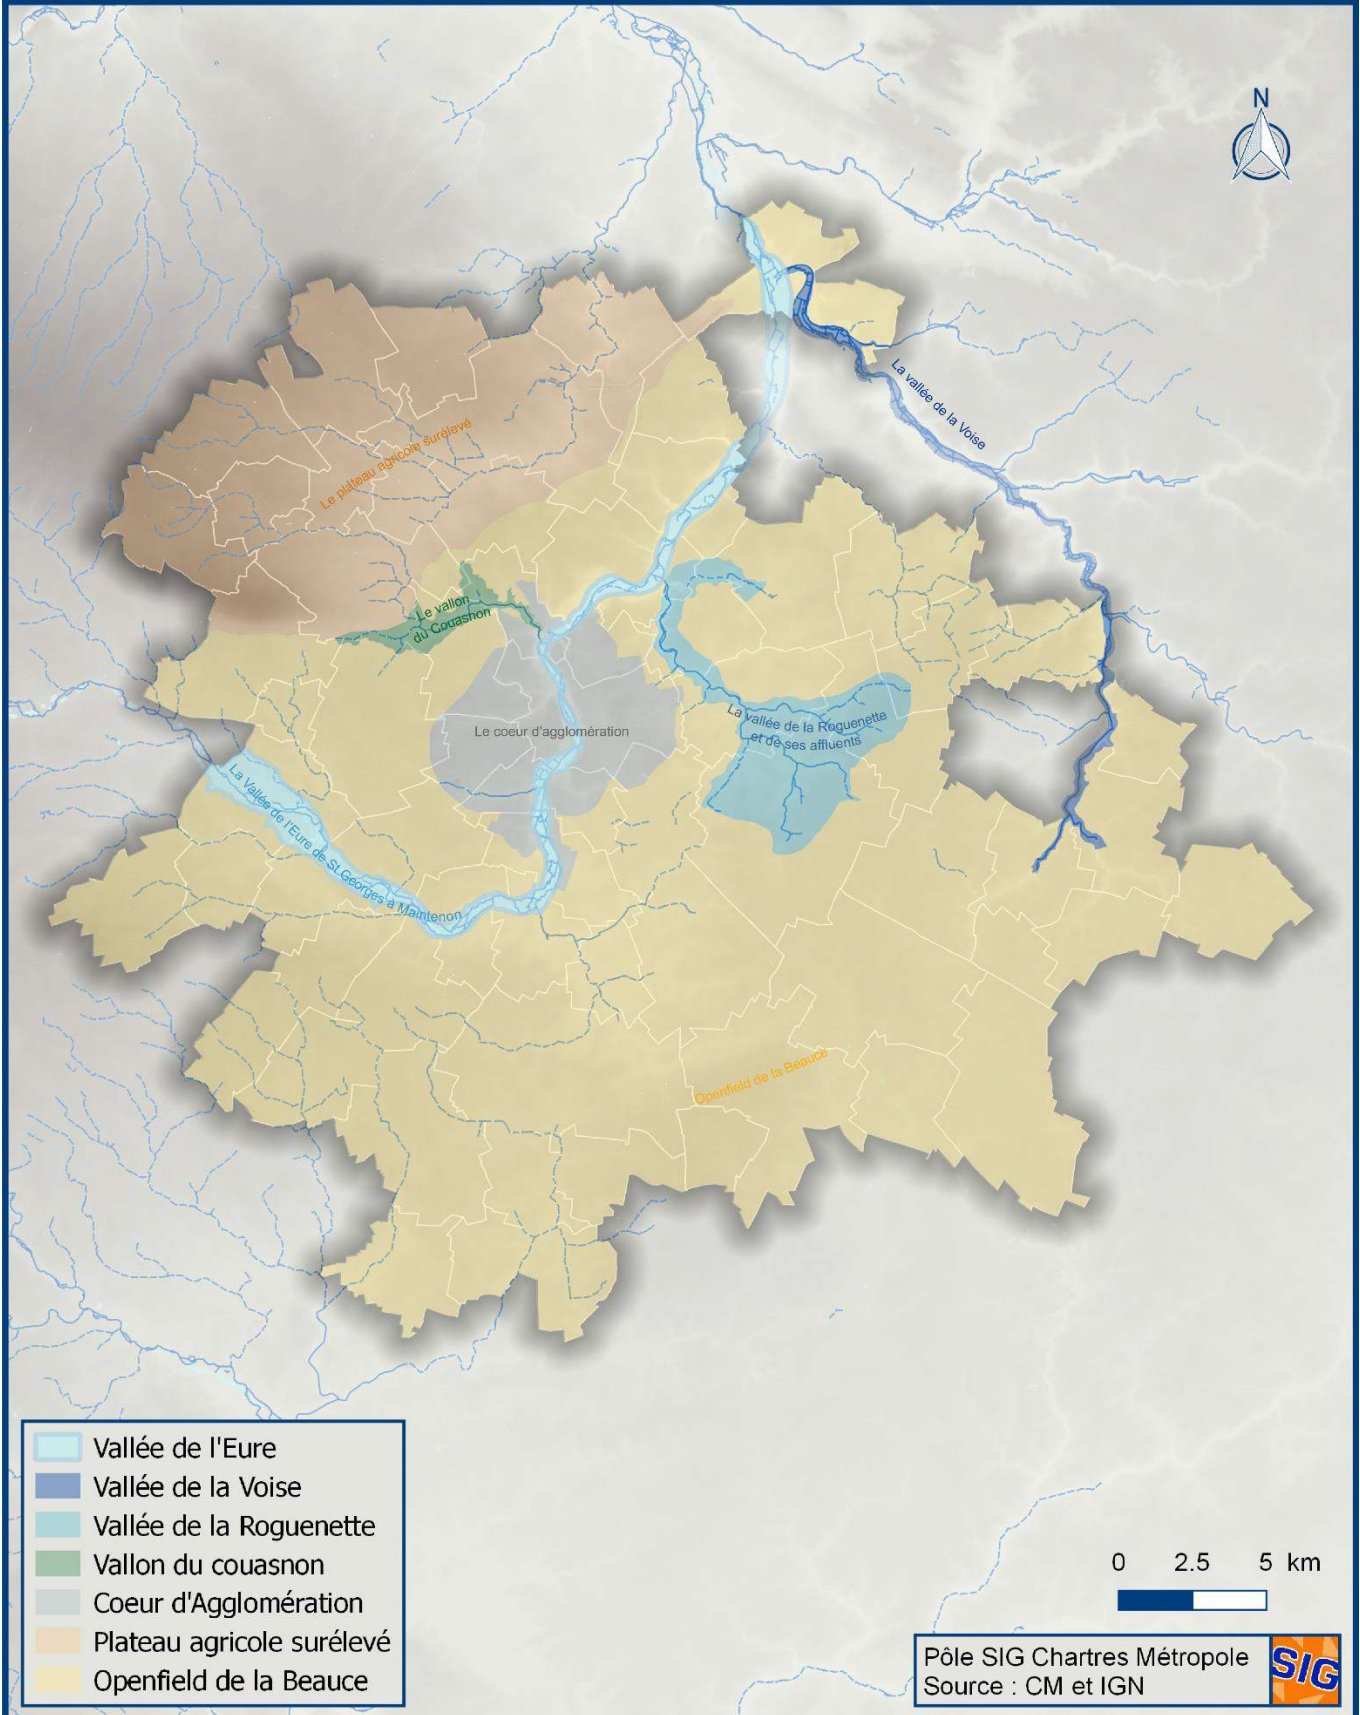 N
La vallée de la Voise
Le plateau agricole surélevé
Le vallon
du Couasnon
La vallée de la Roguenette
et de ses affluents
Le coeur d'agglomération
La Vallée de l'Eure de St Georges à Maintenon
Openfield de la Beauce
Vallée de l'Eure
Vallée de la Voise
Vallée de la Roguenette
Vallon du couasnon
Coeur d'Agglomération
Plateau agricole surélevé
Openfield de la Beauce
0 2.5 5 km
Pôle SIG Chartres Métropole
Source : CM et IGN
SIG